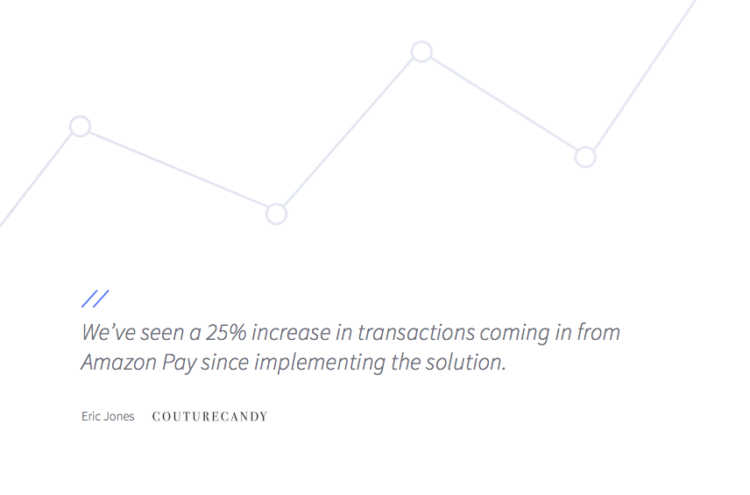 We’ve seen a 25% increase in transactions coming in from
Amazon Pay since implementing the solution.
Eric Jones COUTURECANDY